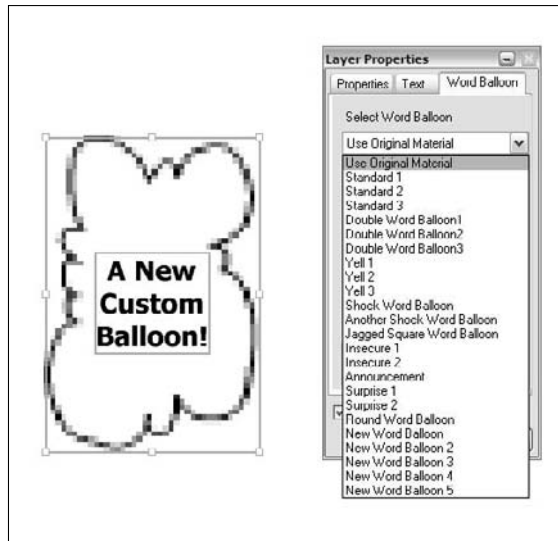 A New
Custom
Balloon!
Layer Properties
Properties Text Word Balloon
Select Word Balloon
Use Original Material
Use Original Material
Standard 1
Standard 2
Standard 3
Double Word Balloon1
Double Word Balloon2
Double Word Balloon3
Yell 1
Yell 2
Yell 3
Shock Word Balloon
Another Shock Word Balloon
Jagged Square Word Balloon
Insecure 1
Insecure 2
Announcement
Surprise 1
Surprise 2
Round Word Balloon
New Word Balloon
New Word Balloon 2
New Word Balloon 3
New Word Balloon 4
New Word Balloon 5